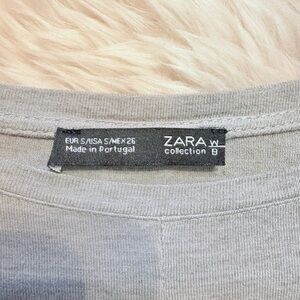 EUR S/USA S/MEX 26
Made in Portugal
ZARA W
collection B